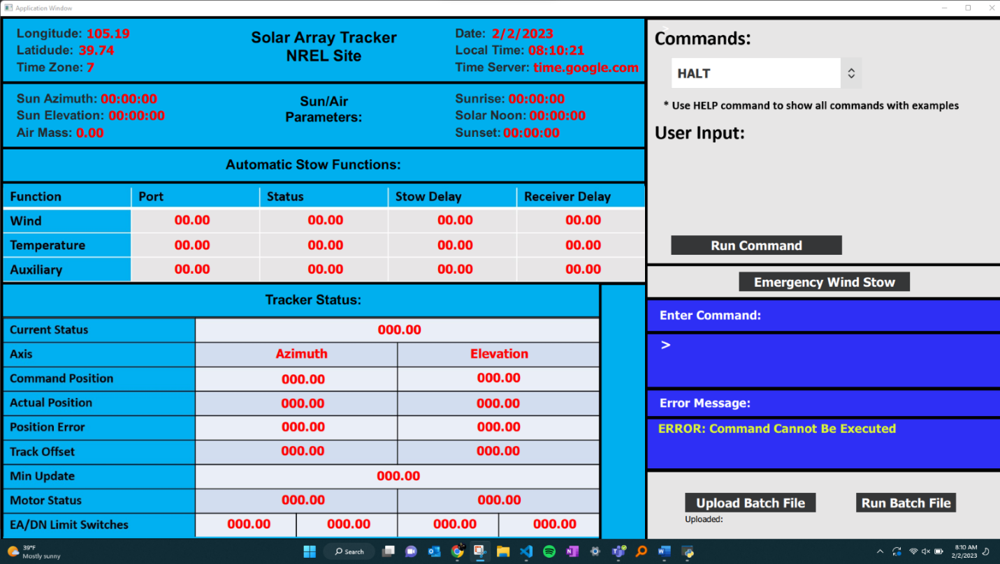 Application Window
Longitude: 105.19
Latidude: 39.74
Time Zone: 7
Solar Array Tracker
NREL Site
Date: 2/2/2023
Local Time: 08:10:21
Time Server: time.google.com
Sun Azimuth: 00:00:00
Sun Elevation: 00:00:00
Air Mass: 0.00
Sun/Air
Parameters:
Sunrise: 00:00:00
Solar Noon: 00:00:00
Sunset: 00:00:00
Automatic Stow Functions:
Function Port Status Stow Delay Receiver Delay
Wind 00.00 00.00 00.00 00.00
Temperature 00.00 00.00 00.00 00.00
Auxiliary 00.00 00.00 00.00 00.00
Tracker Status:
Current Status 000.00
Axis Azimuth Elevation
Command Position 000.00 000.00
Actual Position 000.00 000.00
Position Error 000.00 000.00
Track Offset 000.00 000.00
Min Update 000.00
Motor Status 000.00 000.00
EA/DN Limit Switches 000.00 000.00 000.00 000.00
>
Commands:
HALT
* Use HELP command to show all commands with examples
User Input:
Run Command
Emergency Wind Stow
Enter Command:
>
Error Message:
ERROR: Command Cannot Be Executed
Upload Batch File Run Batch File
Uploaded:
39°F
Mostly sunny
Search
8:10 AM
2/2/2023